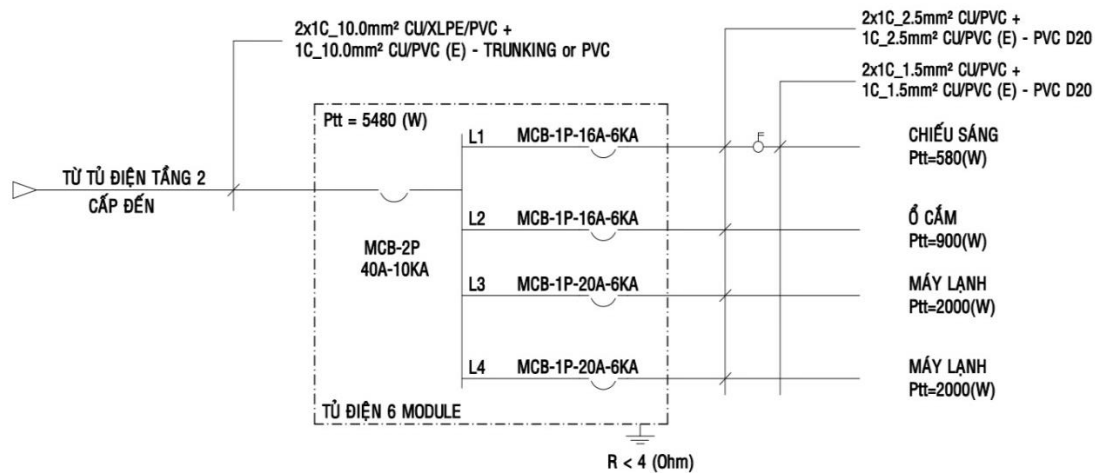 2x1C_10.0mm² CU/XLPE/PVC +
1C_10.0mm² CU/PVC (E) - TRUNKING or PVC
2x1C_2.5mm² CU/PVC +
1C_2.5mm² CU/PVC (E) - PVC D20
2x1C_1.5mm² CU/PVC +
1C_1.5mm² CU/PVC (E) - PVC D20
Ptt = 5480 (W)
TỪ TỦ ĐIỆN TẦNG 2
CẤP ĐẾN
MCB-2P
40A-10KA
L1 MCB-1P-16A-6KA
CHIẾU SÁNG
Ptt=580(W)
L2 MCB-1P-16A-6KA
Ổ CẮM
Ptt=900(W)
L3 MCB-1P-20A-6KA
MÁY LẠNH
Ptt=2000(W)
L4 MCB-1P-20A-6KA
MÁY LẠNH
Ptt=2000(W)
TỦ ĐIỆN 6 MODULE
R < 4 (Ohm)